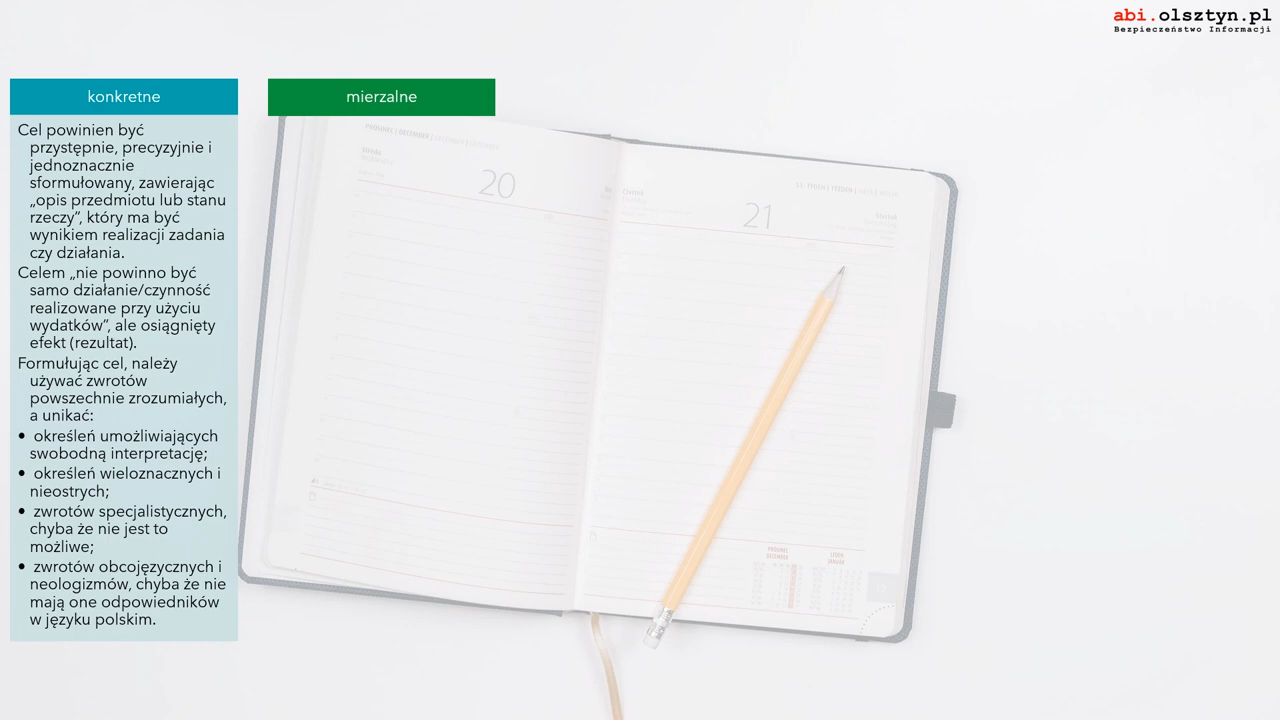 abi.olsztyn.pl
Bezpieczeństwo Informacji
konkretne
mierzalne
Cel powinien być
przystępnie, precyzyjnie i
jednoznacznie
sformułowany, zawierając
„opis przedmiotu lub stanu
rzeczy”, który ma być
wynikiem realizacji zadania
czy działania.
Celem „nie powinno być
samo działanie/czynność
realizowane przy użyciu
wydatków”, ale osiągnięty
efekt (rezultat).
Formułując cel, należy
używać zwrotów
powszechnie zrozumiałych,
a unikać:
• określeń umożliwiających
swobodną interpretację;
• określeń wieloznacznych i
nieostrych;
• zwrotów specjalistycznych,
chyba że nie jest to
możliwe;
• zwrotów obcojęzycznych i
neologizmów, chyba że nie
mają one odpowiedników
w języku polskim.
20
21